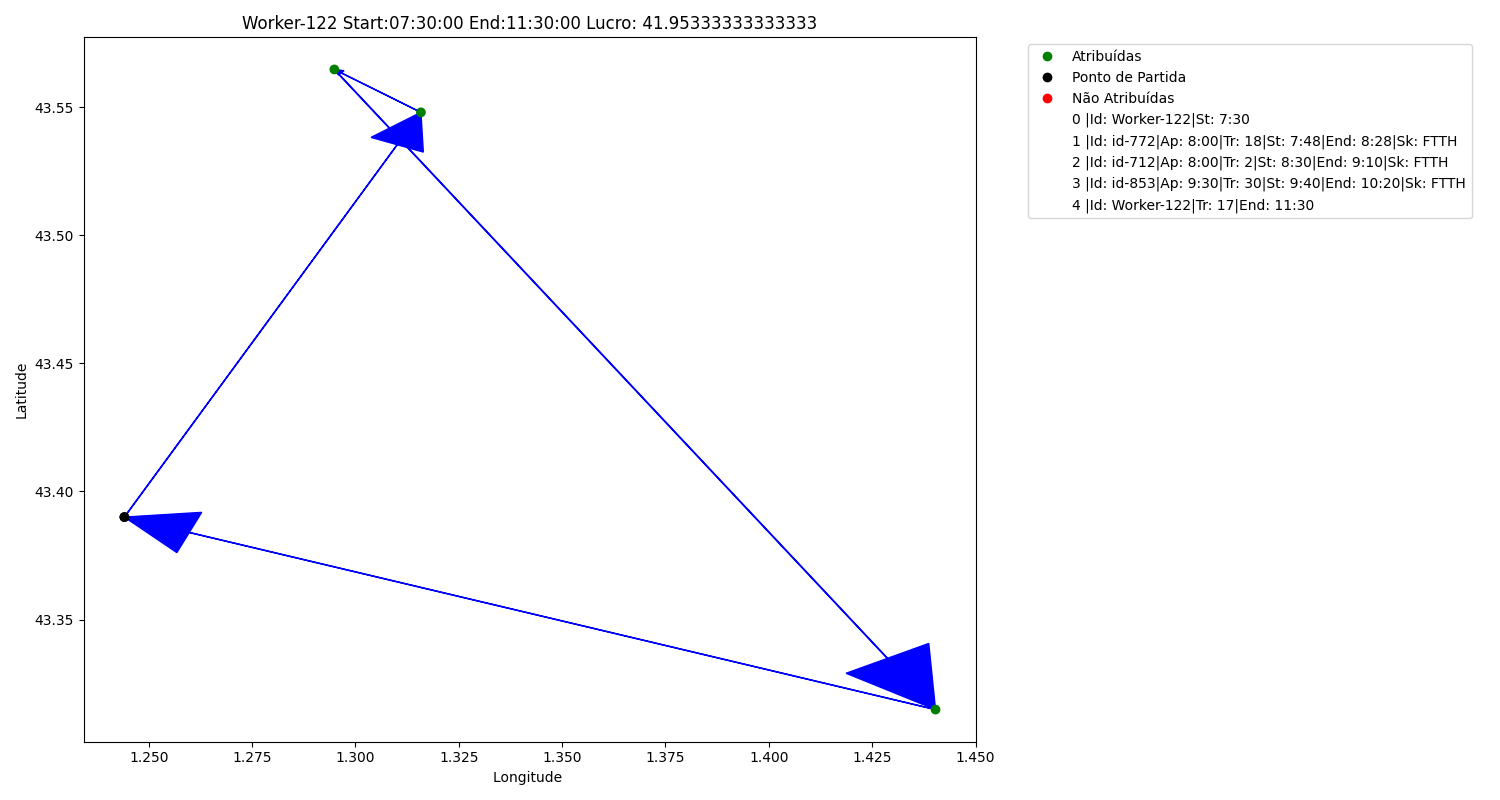 Worker-122 Start:07:30:00 End:11:30:00 Lucro: 41.95333333333333
Atribuídas
Ponto de Partida
Não Atribuídas
0 |Id: Worker-122|St: 7:30
1 |Id: id-772|Ap: 8:00|Tr: 18|St: 7:48|End: 8:28|Sk: FTTH
2 |Id: id-712|Ap: 8:00|Tr: 2|St: 8:30|End: 9:10|Sk: FTTH
3 |Id: id-853|Ap: 9:30|Tr: 30|St: 9:40|End: 10:20|Sk: FTTH
4 |Id: Worker-122|Tr: 17|End: 11:30
Latitude
43.55
43.50
43.45
43.40
43.35
1.250 1.275 1.300 1.325 1.350 1.375 1.400 1.425 1.450
Longitude